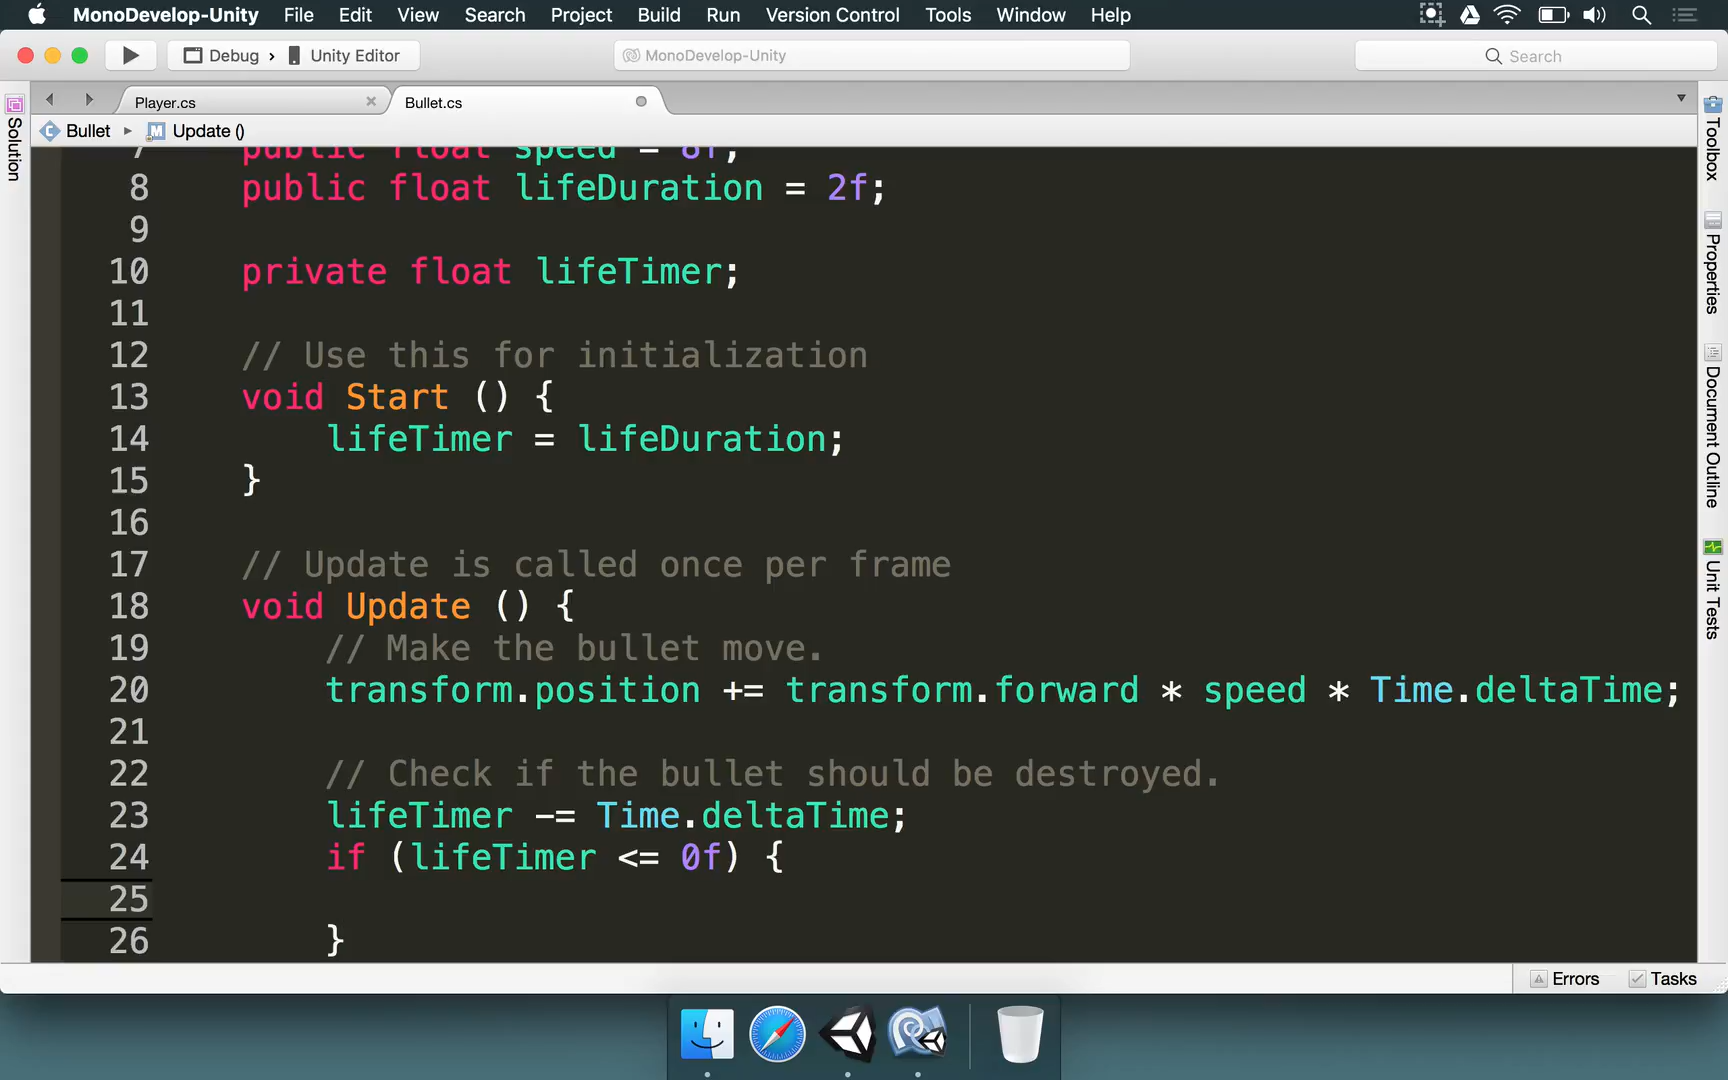 MonoDevelop-Unity File Edit View Search Project Build Run Version Control Tools Window Help
Debug › Unity Editor MonoDevelop-Unity Search
Player.cs Bullet.cs
Bullet ▸ Update ()
Solution
Toolbox
Properties
Document Outline
Unit Tests
7 public float speed = 8f;
8 public float lifeDuration = 2f;
9
10 private float lifeTimer;
11
12 // Use this for initialization
13 void Start () {
14 lifeTimer = lifeDuration;
15 }
16
17 // Update is called once per frame
18 void Update () {
19 // Make the bullet move.
20 transform.position += transform.forward * speed * Time.deltaTime;
21
22 // Check if the bullet should be destroyed.
23 lifeTimer -= Time.deltaTime;
24 if (lifeTimer <= 0f) {
25
26 }
Errors Tasks